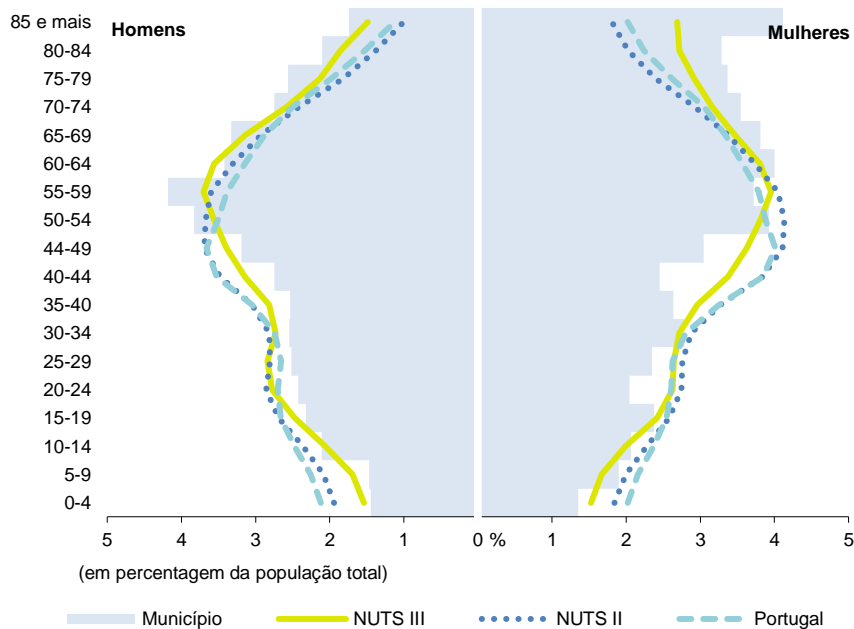 85 e mais
Homens
Mulheres
80-84
75-79
70-74
65-69
60-64
55-59
50-54
44-49
40-44
35-40
30-34
25-29
20-24
15-19
10-14
5-9
0-4
5 4 3 2 1 0 % 1 2 3 4 5
(em percentagem da população total)
Município NUTS III NUTS II Portugal